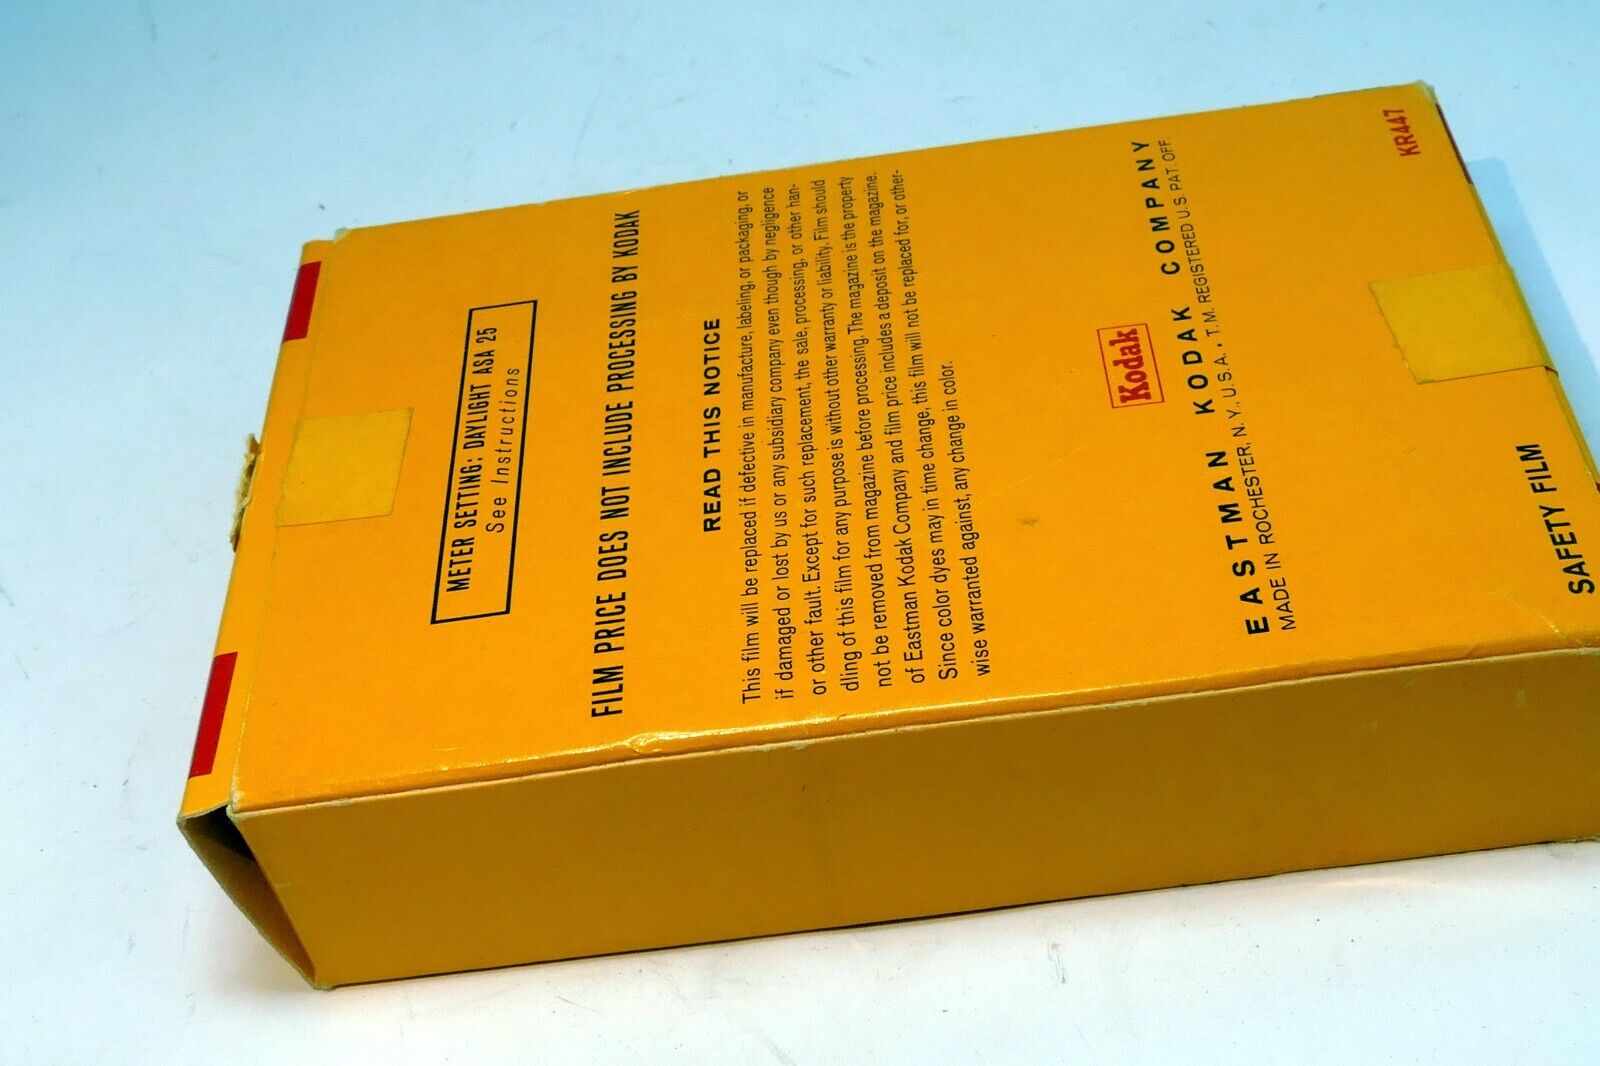 METER SETTING: DAYLIGHT ASA 25
See Instructions
FILM PRICE DOES NOT INCLUDE PROCESSING BY KODAK
READ THIS NOTICE
This film will be replaced if defective in manufacture, labeling, or packaging, or
if damaged or lost by us or any subsidiary company even though by negligence
or other fault. Except for such replacement, the sale, processing, or other han-
dling of this film for any purpose is without other warranty or liability. Film should
not be removed from magazine before processing. The magazine is the property
of Eastman Kodak Company and film price includes a deposit on the magazine.
Since color dyes may in time change, this film will not be replaced for, or other-
wise warranted against, any change in color.
Kodak
EASTMAN KODAK COMPANY
MADE IN ROCHESTER, N.Y., U.S.A. • T.M. REGISTERED U.S. PAT. OFF.
SAFETY FILM
KR447